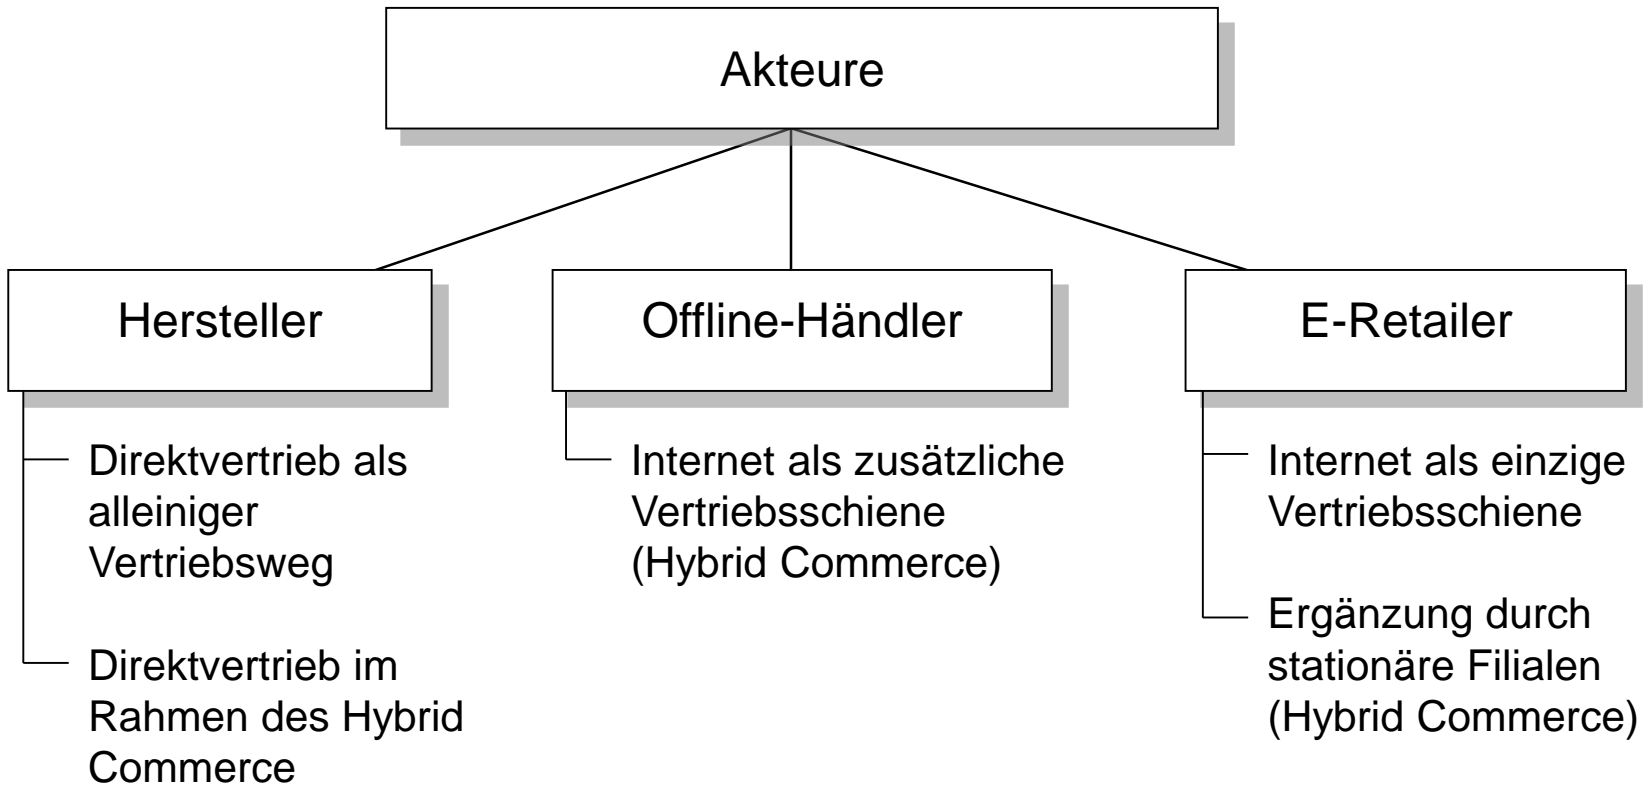 Akteure
Hersteller
Direktvertrieb als
alleiniger
Vertriebsweg
Direktvertrieb im
Rahmen des Hybrid
Commerce
Offline-Händler
Internet als zusätzliche
Vertriebsschiene
(Hybrid Commerce)
E-Retailer
Internet als einzige
Vertriebsschiene
Ergänzung durch
stationäre Filialen
(Hybrid Commerce)